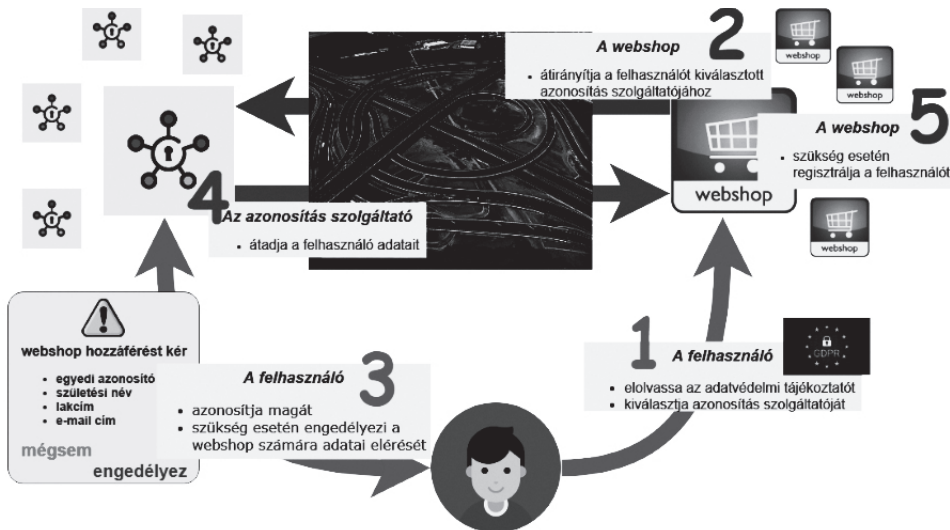 2
A webshop
• átirányítja a felhasználót kiválasztott
azonosítás szolgáltatójához
webshop
webshop
5
A webshop
• szükség esetén
regisztrálja a felhasználót
webshop
webshop
4
Az azonosítás szolgáltató
• átadja a felhasználó adatait
webshop hozzáférést kér
• egyedi azonosító
• születési név
• lakcím
• e-mail cím
mégsem
engedélyez
3
A felhasználó
• azonosítja magát
• szükség esetén engedélyezi a
webshop számára adatai elérését
1
A felhasználó
• elolvassa az adatvédelmi tájékoztatót
• kiválasztja azonosítás szolgáltatóját
GDPR